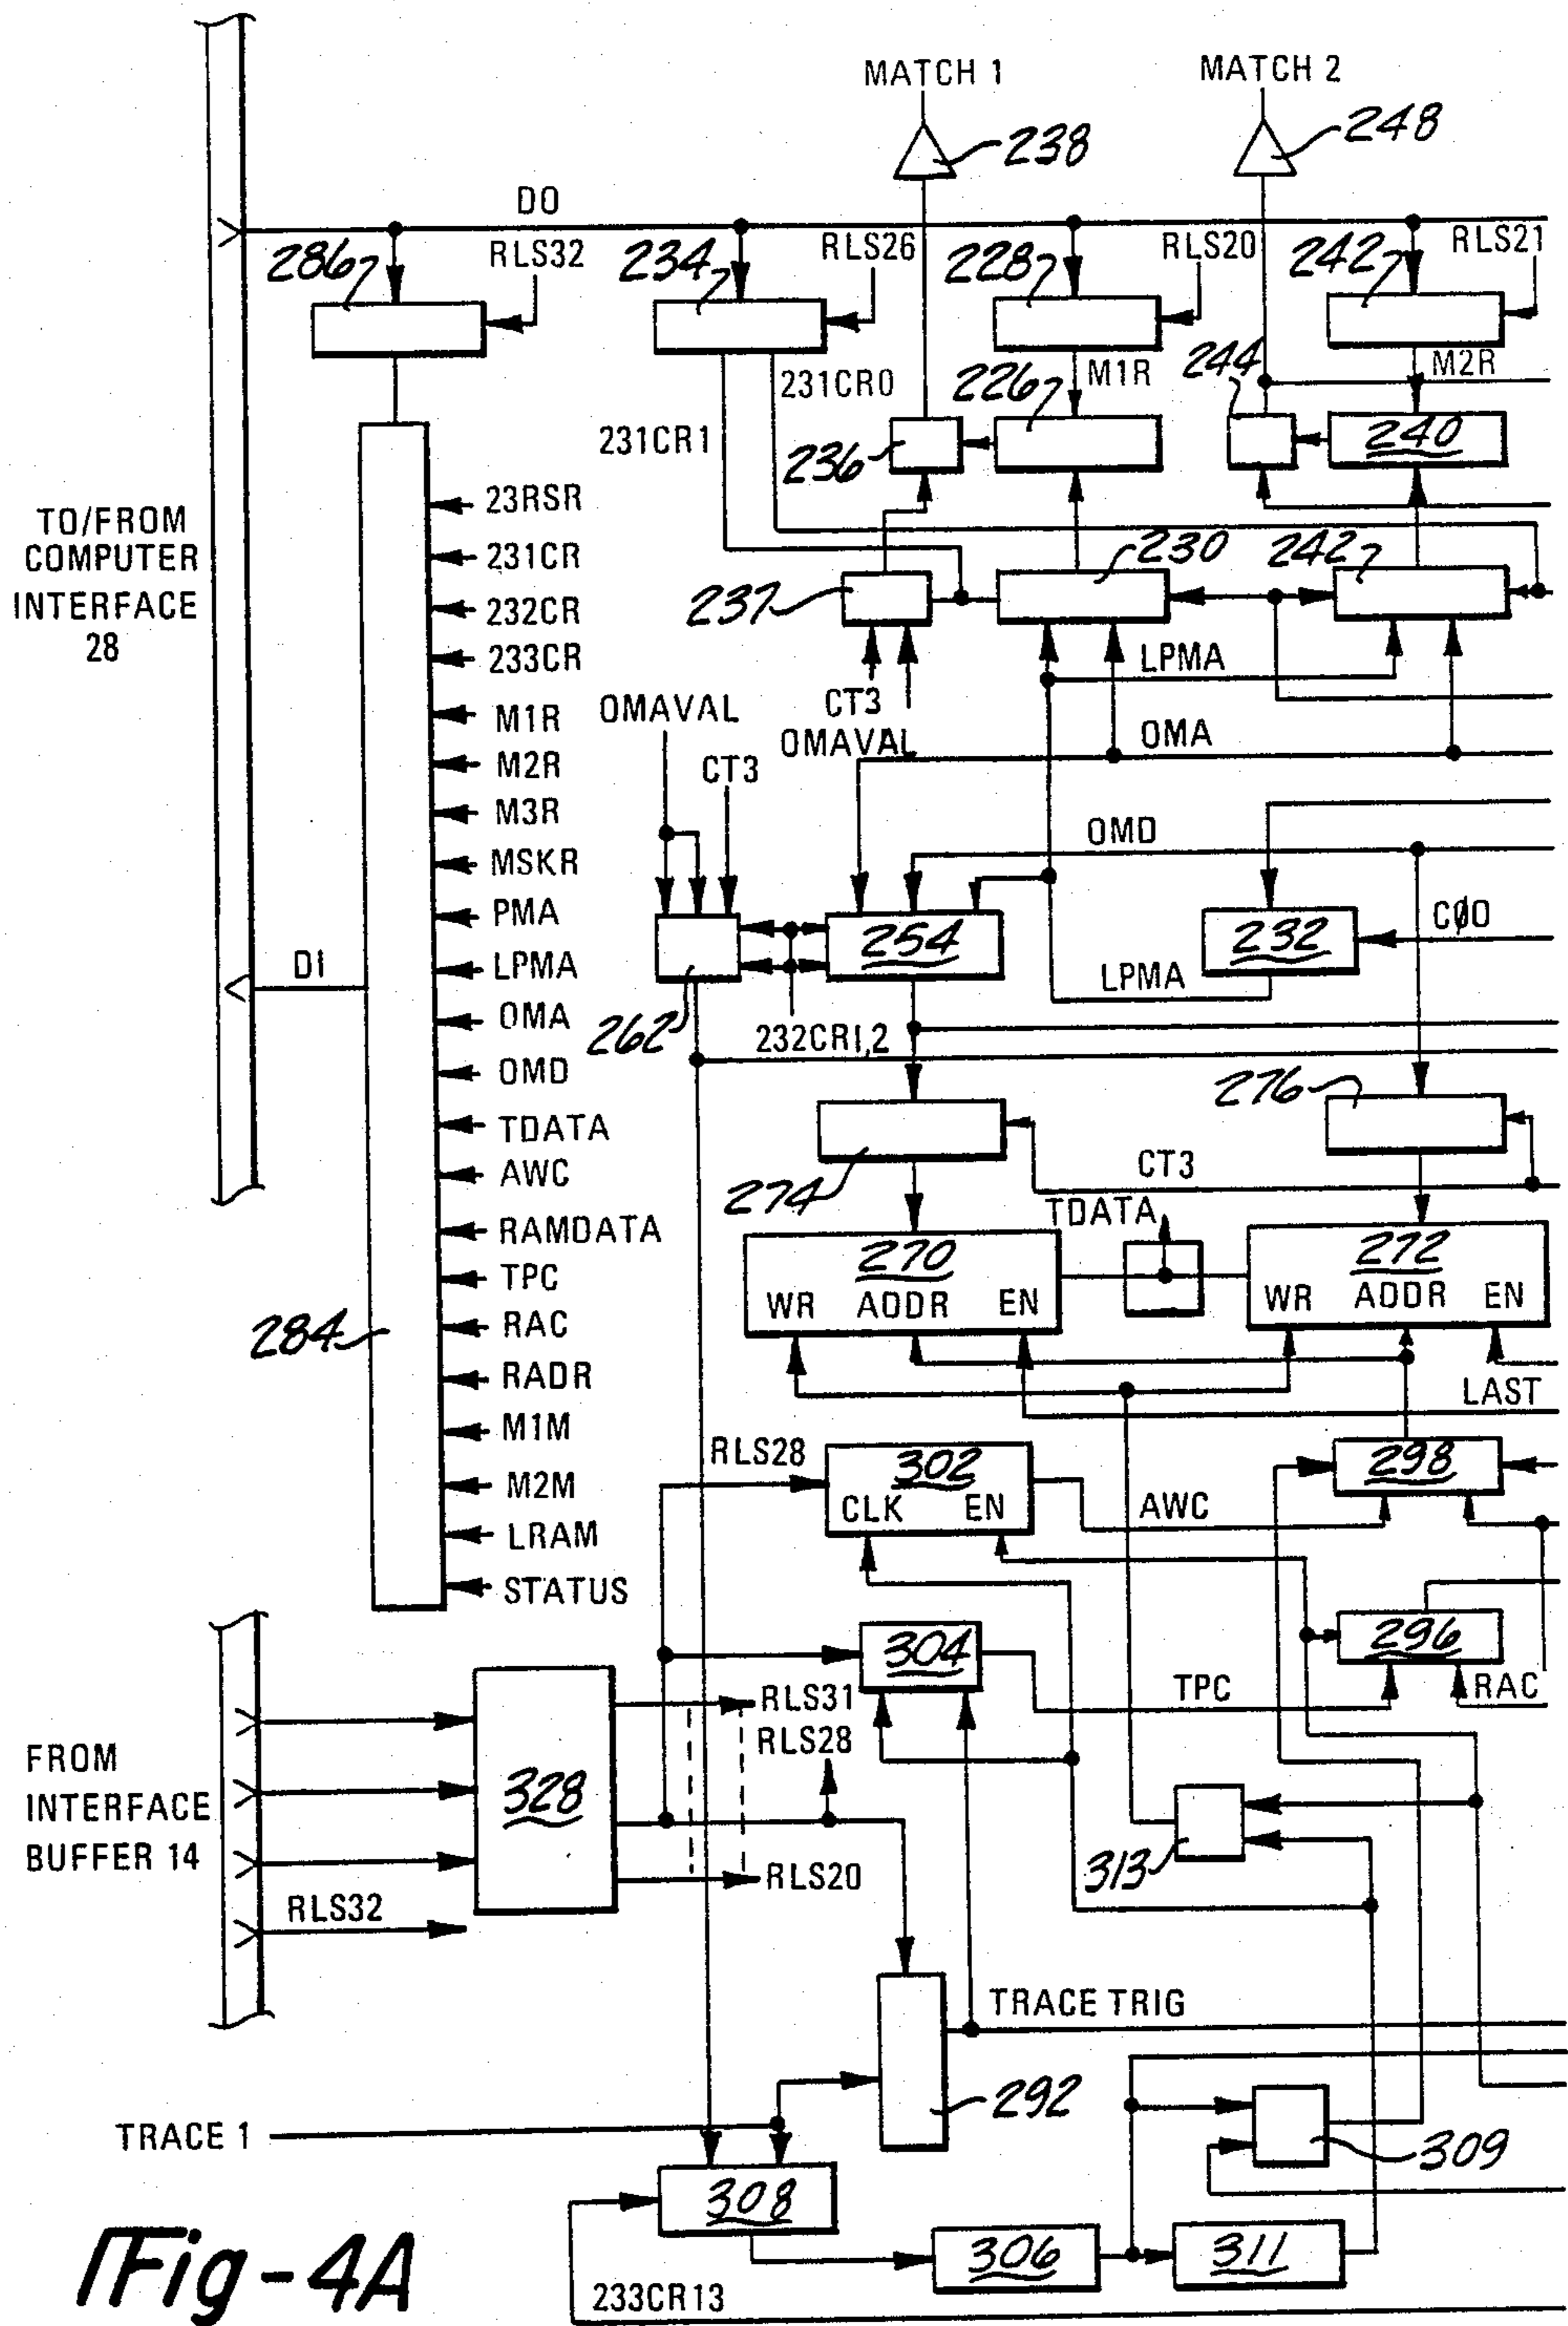 MATCH 1
MATCH 2
238
248
DO
286
RLS32
234
RLS26
228
RLS20
242
RLS21
231CR0
M1R
244
M2R
226
231CR1
236
240
TO/FROM
COMPUTER
INTERFACE
28
23RSR
231CR
232CR
233CR
M1R
M2R
M3R
MSKR
PMA
LPMA
OMA
OMD
TDATA
AWC
RAMDATA
TPC
RAC
RADR
M1M
M2M
LRAM
STATUS
284
DI
237
230
242
LPMA
CT3
OMAVAL
OMAVAL
CT3
OMA
OMD
254
232
CØO
LPMA
262
232CR1,2
276
274
CT3
TDATA
270
WR ADDR EN
272
WR ADDR EN
LAST
RLS28
302
CLK EN
298
AWC
304
296
TPC
RAC
FROM
INTERFACE
BUFFER 14
328
RLS31
RLS28
RLS20
RLS32
313
TRACE TRIG
292
TRACE 1
309
308
306
311
233CR13
Fig-4A